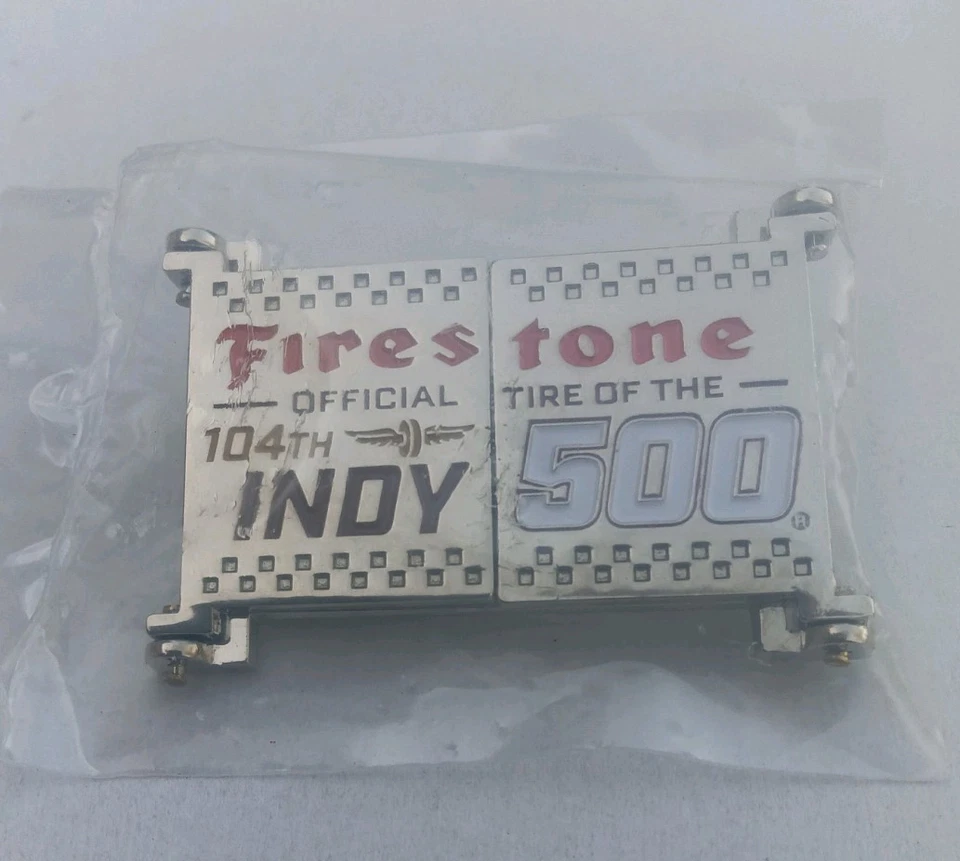 Firestone
OFFICIAL TIRE OF THE
104TH
INDY 500®